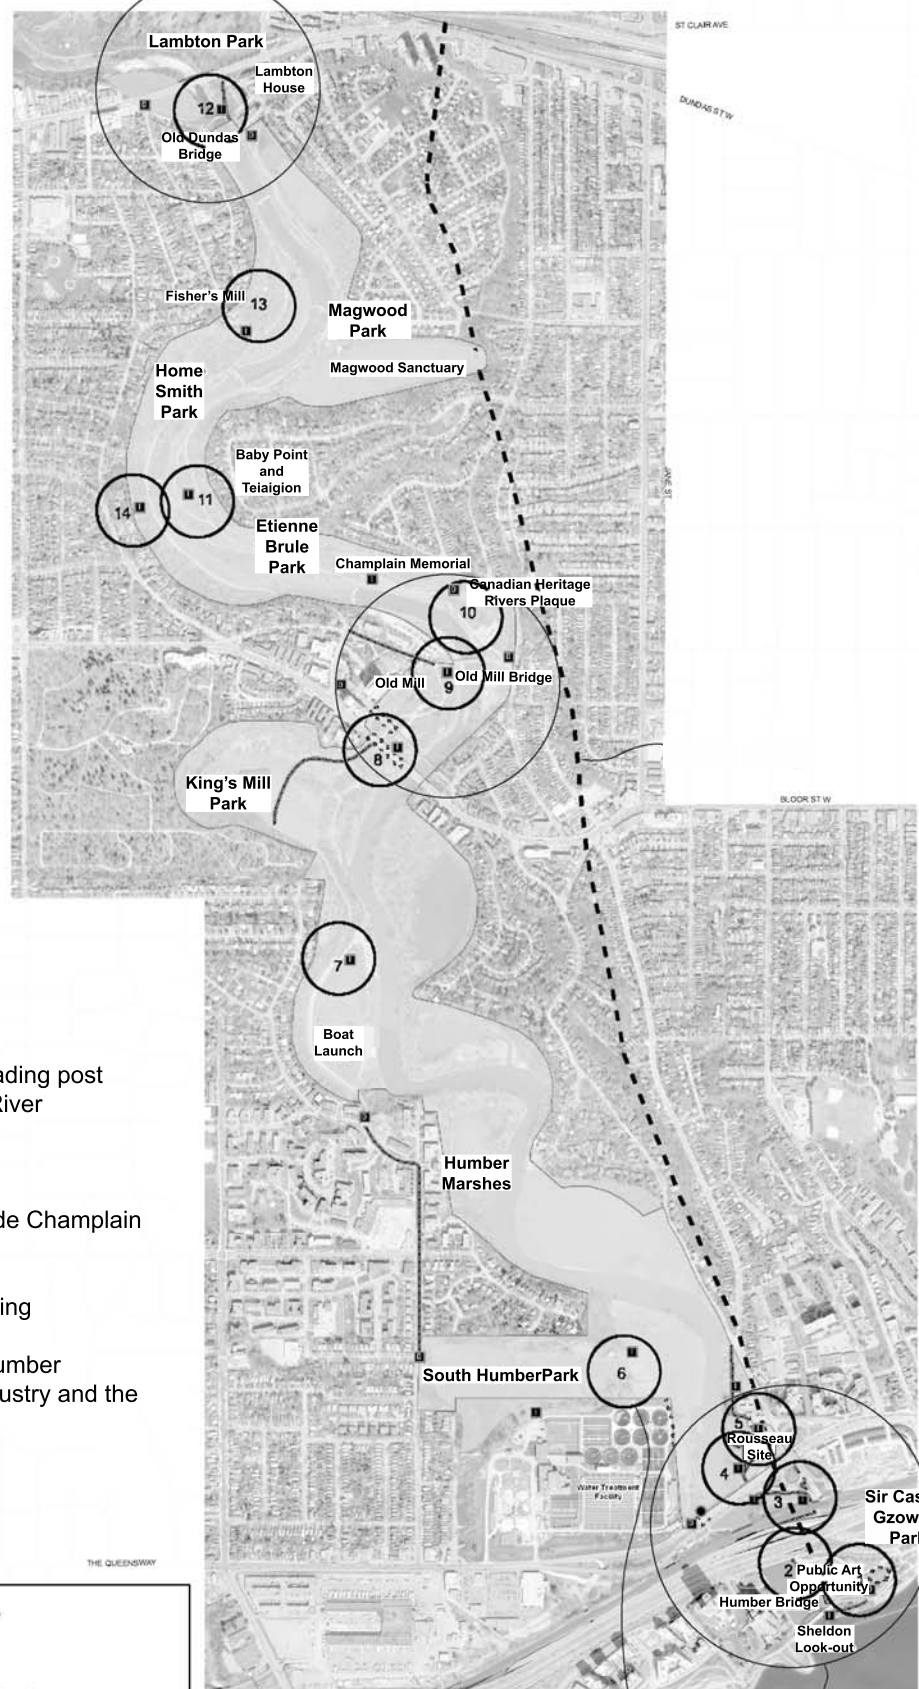 ST CLAIR AVE
Lambton Park
Lambton
House
DUNDAS ST W
12
Old Dundas
Bridge
Fisher's Mill
13
Magwood
Park
Magwood Sanctuary
Home
Smith
Park
Baby Point
and
Teiaigion
JANE ST
14
11
Etienne
Brule
Park
Champlain Memorial
Canadian Heritage
Rivers Plaque
10
Old Mill
Old Mill Bridge
9
8
King's Mill
Park
BLOOR ST W
7
Boat
Launch
ading post
River
Humber
Marshes
de Champlain
ing
umber
ustry and the
South HumberPark
6
5
Rousseau
Site
4
Water Treatment
Facility
3
Sir Cas
Gzow
Park
THE QUEENSWAY
2
Public Art
Opportunity
Humber Bridge
Sheldon
Look-out